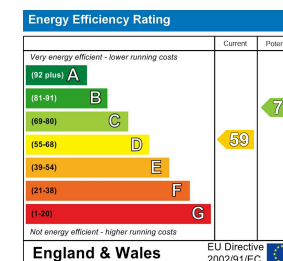 Energy Efficiency Rating
Current
Very energy efficient - lower running costs
(92 plus) A
(81-91) B
(69-80) C
(55-68) D
59
(39-54) E
(21-38) F
(1-20) G
Not energy efficient - higher running costs
England & Wales
EU Directive
2002/91/EC